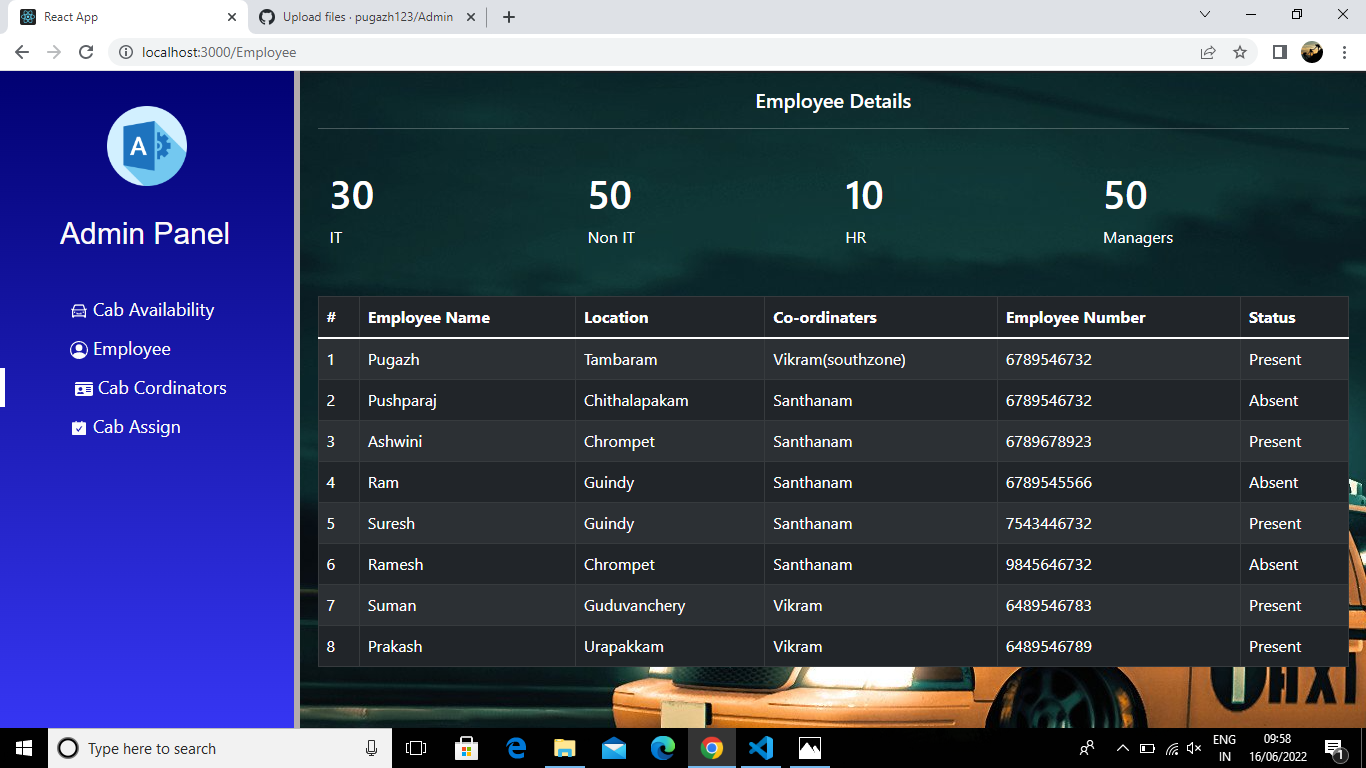 React App
Upload files · pugazh123/Admin
localhost:3000/Employee
A
Admin Panel
Cab Availability
Employee
Cab Cordinators
Cab Assign
Employee Details
30 50 10 50
IT Non IT HR Managers
# Employee Name Location Co-ordinaters Employee Number Status
1 Pugazh Tambaram Vikram(southzone) 6789546732 Present
2 Pushparaj Chithalapakam Santhanam 6789546732 Absent
3 Ashwini Chrompet Santhanam 6789678923 Present
4 Ram Guindy Santhanam 6789545566 Absent
5 Suresh Guindy Santhanam 7543446732 Present
6 Ramesh Chrompet Santhanam 9845646732 Absent
7 Suman Guduvanchery Vikram 6489546783 Present
8 Prakash Urapakkam Vikram 6489546789 Present
TAXI
Type here to search
ENG
IN
09:58
16/06/2022
1